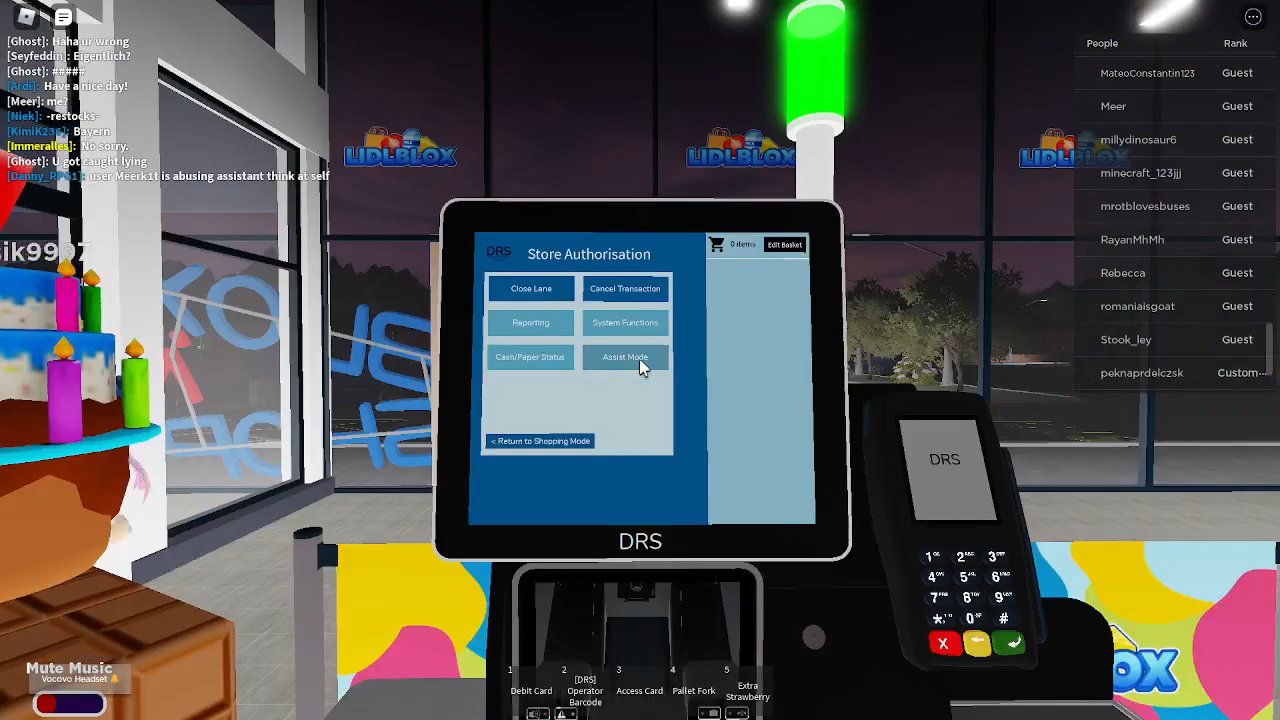 [Ghost]: Haha ur wrong
[Seyfeddin]: Eigentlich?
[Ghost]: #####
[Ardi]: Have a nice day!
[Meer]: me?
[Niek]: -restocks-
[KimiK236]: Bayern
[Immeralles]: No sorry.
[Ghost]: U got caught lying
[Danny_RPG1]: user Meerk1t is abusing assistant think at self
People Rank
MateoConstantin123 Guest
Meer Guest
millydinosaur Guest
minecraft_123jjj Guest
mrotblovesbuses Guest
Guest
Rebecca Guest
romaniaisgoat Guest
Stook_ley Guest
peknaprdelczsk Custom...
LIDLBLOX
LIDLBLOX
LIDLBLOX
DRS
Store Authorisation
0 items
Edit Basket
Close Lane
Cancel Transaction
Reporting
System Functions
Cash/Paper Status
Assist Mode
< Return to Shopping Mode
DRS
DRS
1 2 3
4 5 6
7 8 9
* 0 #
X
Mute Music
Vocovo Headset
1 Debit Card
2 [DRS] Operator Barcode
3 Access Card
4 Pallet Fork
5 Extra Strawberry